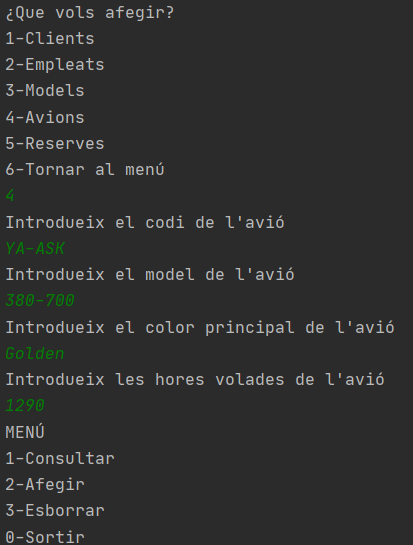 ¿Que vols afegir?
1-Clients
2-Empleats
3-Models
4-Avions
5-Reserves
6-Tornar al menú
4
Introdueix el codi de l'avió
YA-ASK
Introdueix el model de l'avió
380-700
Introdueix el color principal de l'avió
Golden
Introdueix les hores volades de l'avió
1290
MENÚ
1-Consultar
2-Afegir
3-Esborrar
0-Sortir